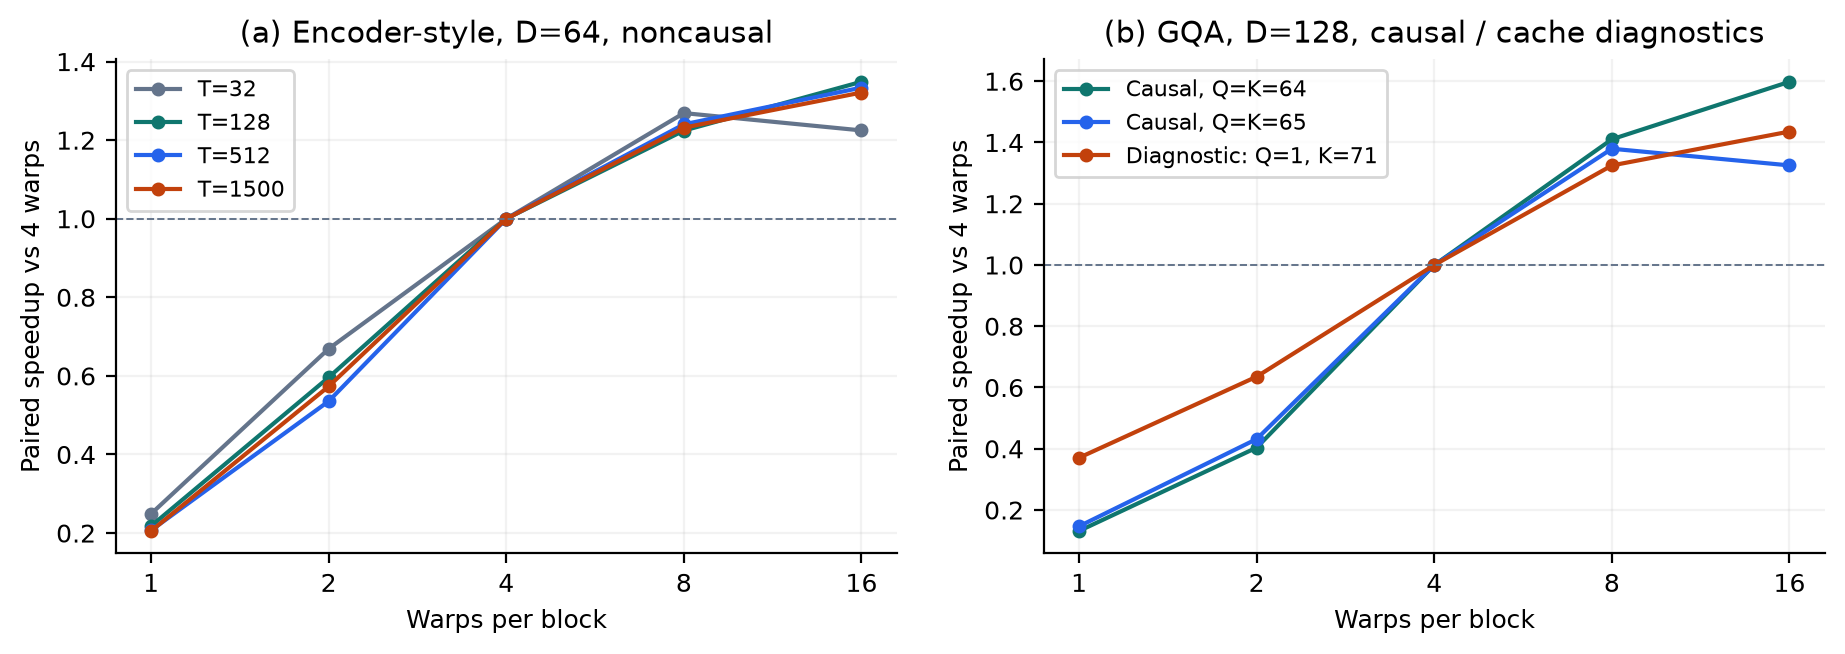 (a) Encoder-style, D=64, noncausal
Paired speedup vs 4 warps
1.4
1.2
1.0
0.8
0.6
0.4
0.2
T=32
T=128
T=512
T=1500
1 2 4 8 16
Warps per block
(b) GQA, D=128, causal / cache diagnostics
Paired speedup vs 4 warps
1.6
1.4
1.2
1.0
0.8
0.6
0.4
0.2
Causal, Q=K=64
Causal, Q=K=65
Diagnostic: Q=1, K=71
1 2 4 8 16
Warps per block